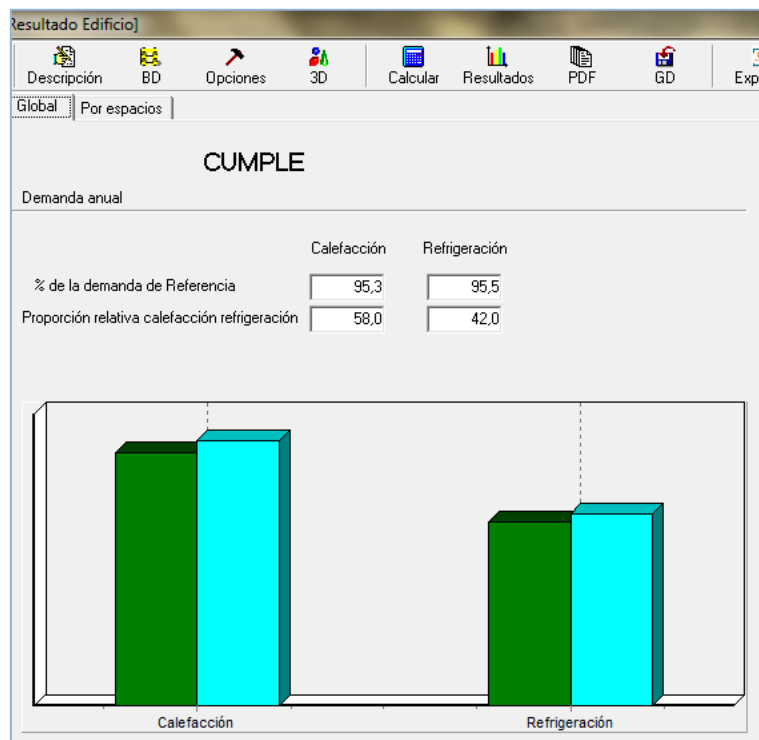 Resultado Edificio]
Descripción BD Opciones 3D Calcular Resultados PDF GD Exp
Global Por espacios
CUMPLE
Demanda anual
Calefacción Refrigeración
% de la demanda de Referencia 95,3 95,5
Proporción relativa calefacción refrigeración 58,0 42,0
Calefacción Refrigeración